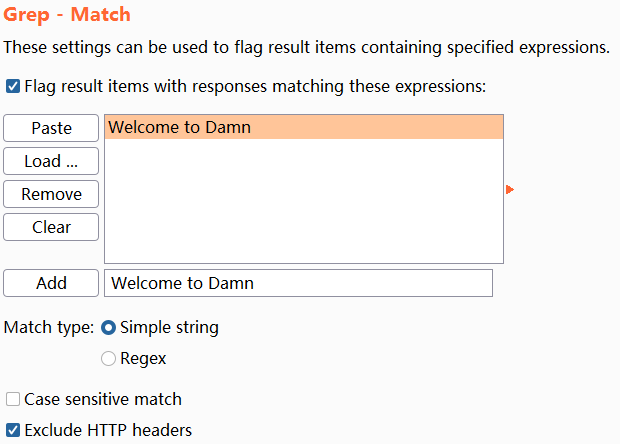 Grep - Match
These settings can be used to flag result items containing specified expressions.
Flag result items with responses matching these expressions:
Paste
Welcome to Damn
Load ...
Remove
Clear
Add
Welcome to Damn
Match type:
Simple string
Regex
Case sensitive match
Exclude HTTP headers